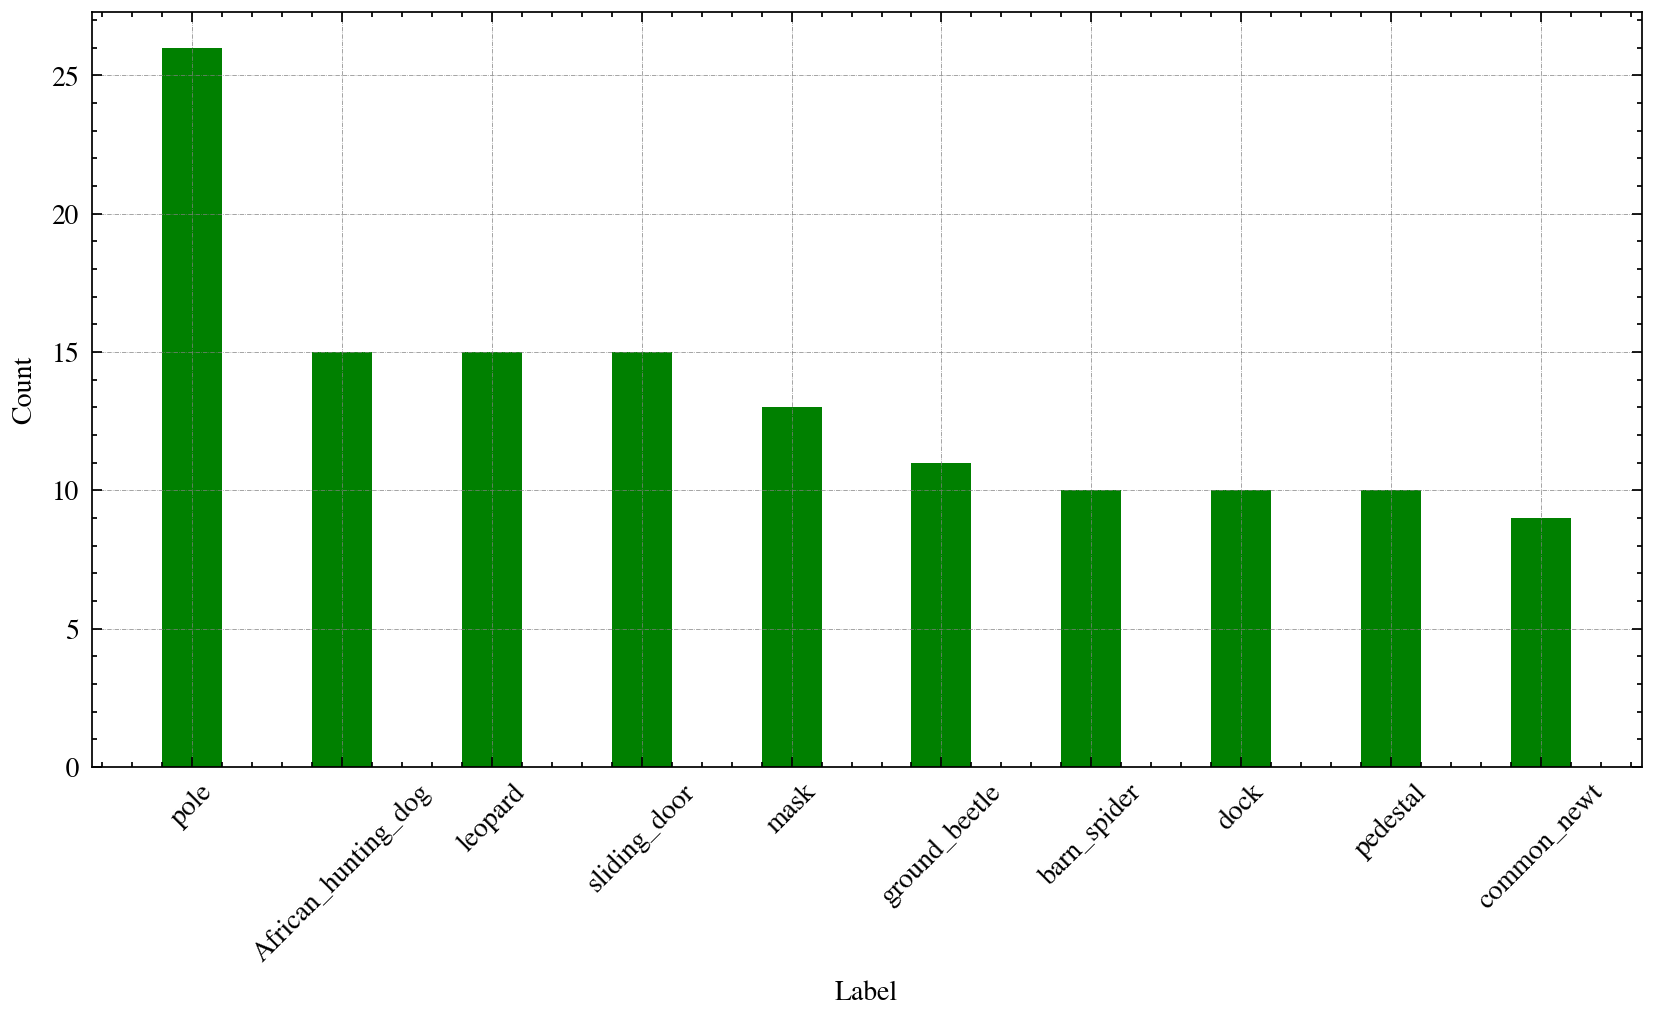 25
20
15
10
5
0
Count
pole
African_hunting_dog
leopard
sliding_door
mask
ground_beetle
barn_spider
dock
pedestal
common_newt
Label